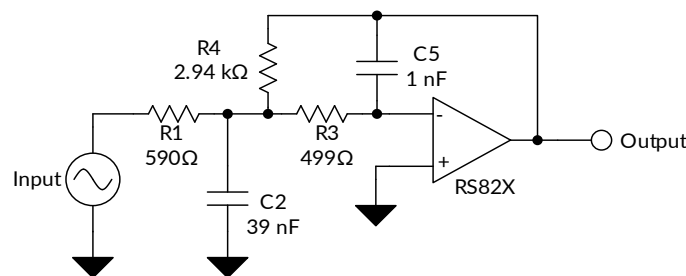 R4
2.94 kΩ
C5
1 nF
R1
590Ω
R3
499Ω
-
+
RS82X
Output
Input
C2
39 nF